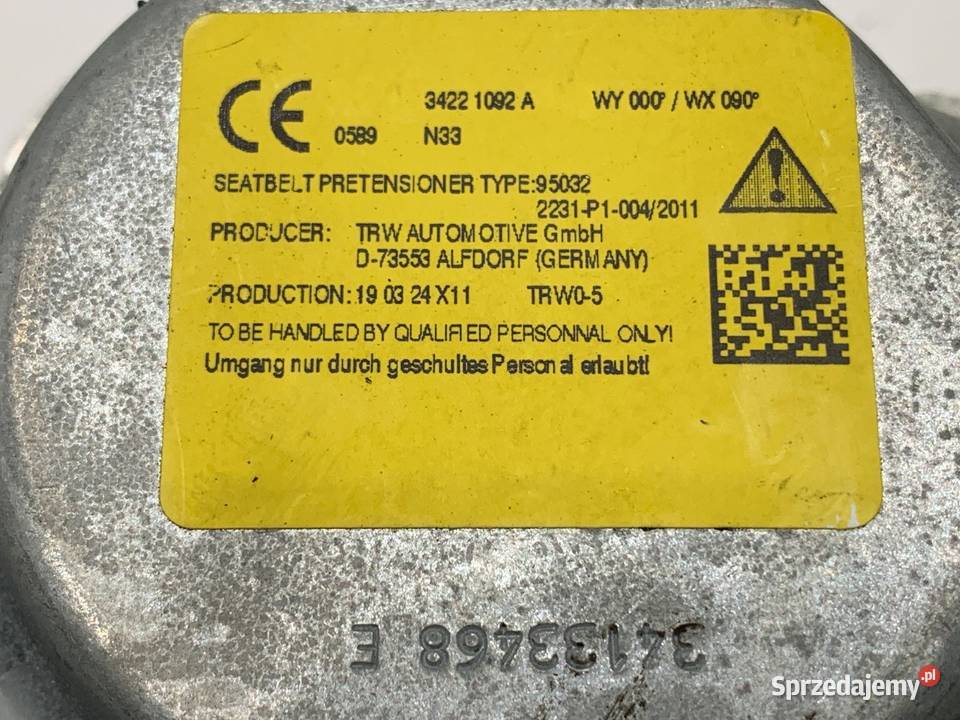 CE 0589 34221092 A WY 000° / WX 090°
N33
SEATBELT PRETENSIONER TYPE:95032
2231-P1-004/2011
PRODUCER: TRW AUTOMOTIVE GmbH
D-73553 ALFDORF (GERMANY)
PRODUCTION: 19 03 24 X11 TRW0-5
TO BE HANDLED BY QUALIFIED PERSONNAL ONLY!
Umgang nur durch geschultes Personal erlaubt!
34133468 E
Sprzedajemy.pl